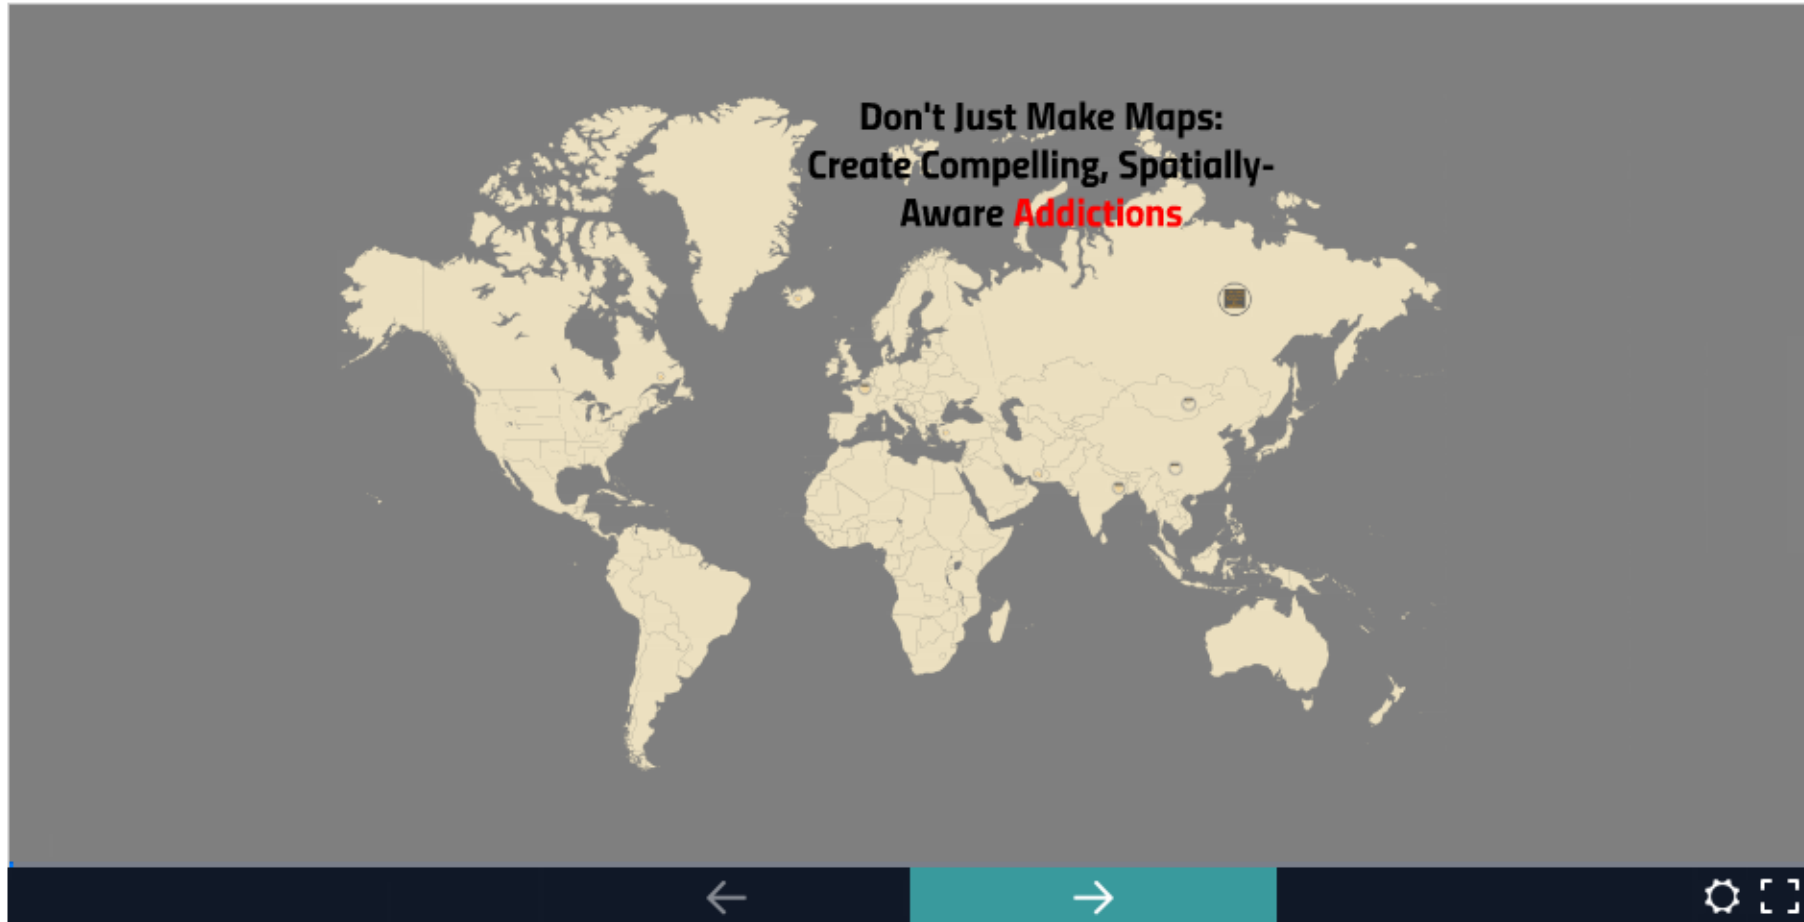 Don't Just Make Maps:
Create Compelling, Spatially-
Aware Addictions